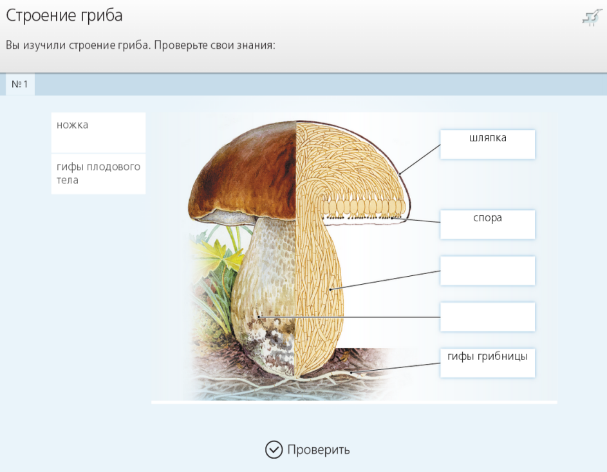 Строение гриба
Вы изучили строение гриба. Проверьте свои знания:
№1
ножка
гифы плодового
тела
шляпка
спора
гифы грибницы
Проверить